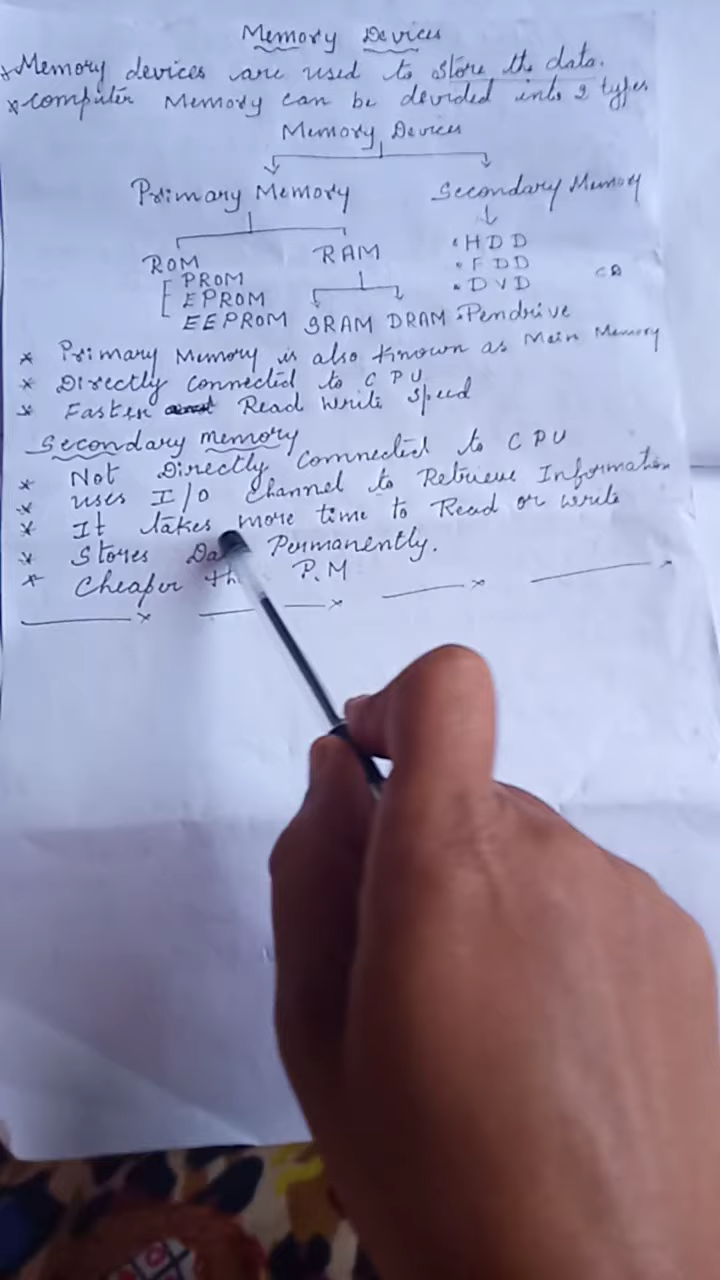 Memory Devices
*Memory devices are used to store the data.
*computer Memory can be devided into 2 types
Memory Devices
Primary Memory Secondary Memory
ROM RAM
PROM
EPROM
EEPROM SRAM DRAM
• HDD
• FDD
• DVD
• Pendrive
* Primary Memory is also known as Main Memory
* Directly connected to CPU
* Faster Read write speed
Secondary memory
* Not Directly connected to CPU
* uses I/O channel to Retrieve Information
* It takes more time to Read or write
* Stores Permanently.
* Cheaper P.M